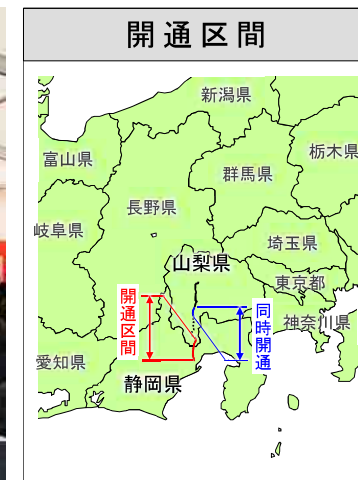 開通区間
新潟県
富山県
栃木県
群馬県
長野県
岐阜県
埼玉県
山梨県
東京都
開通区間
同時開通
神奈川県
愛知県
静岡県